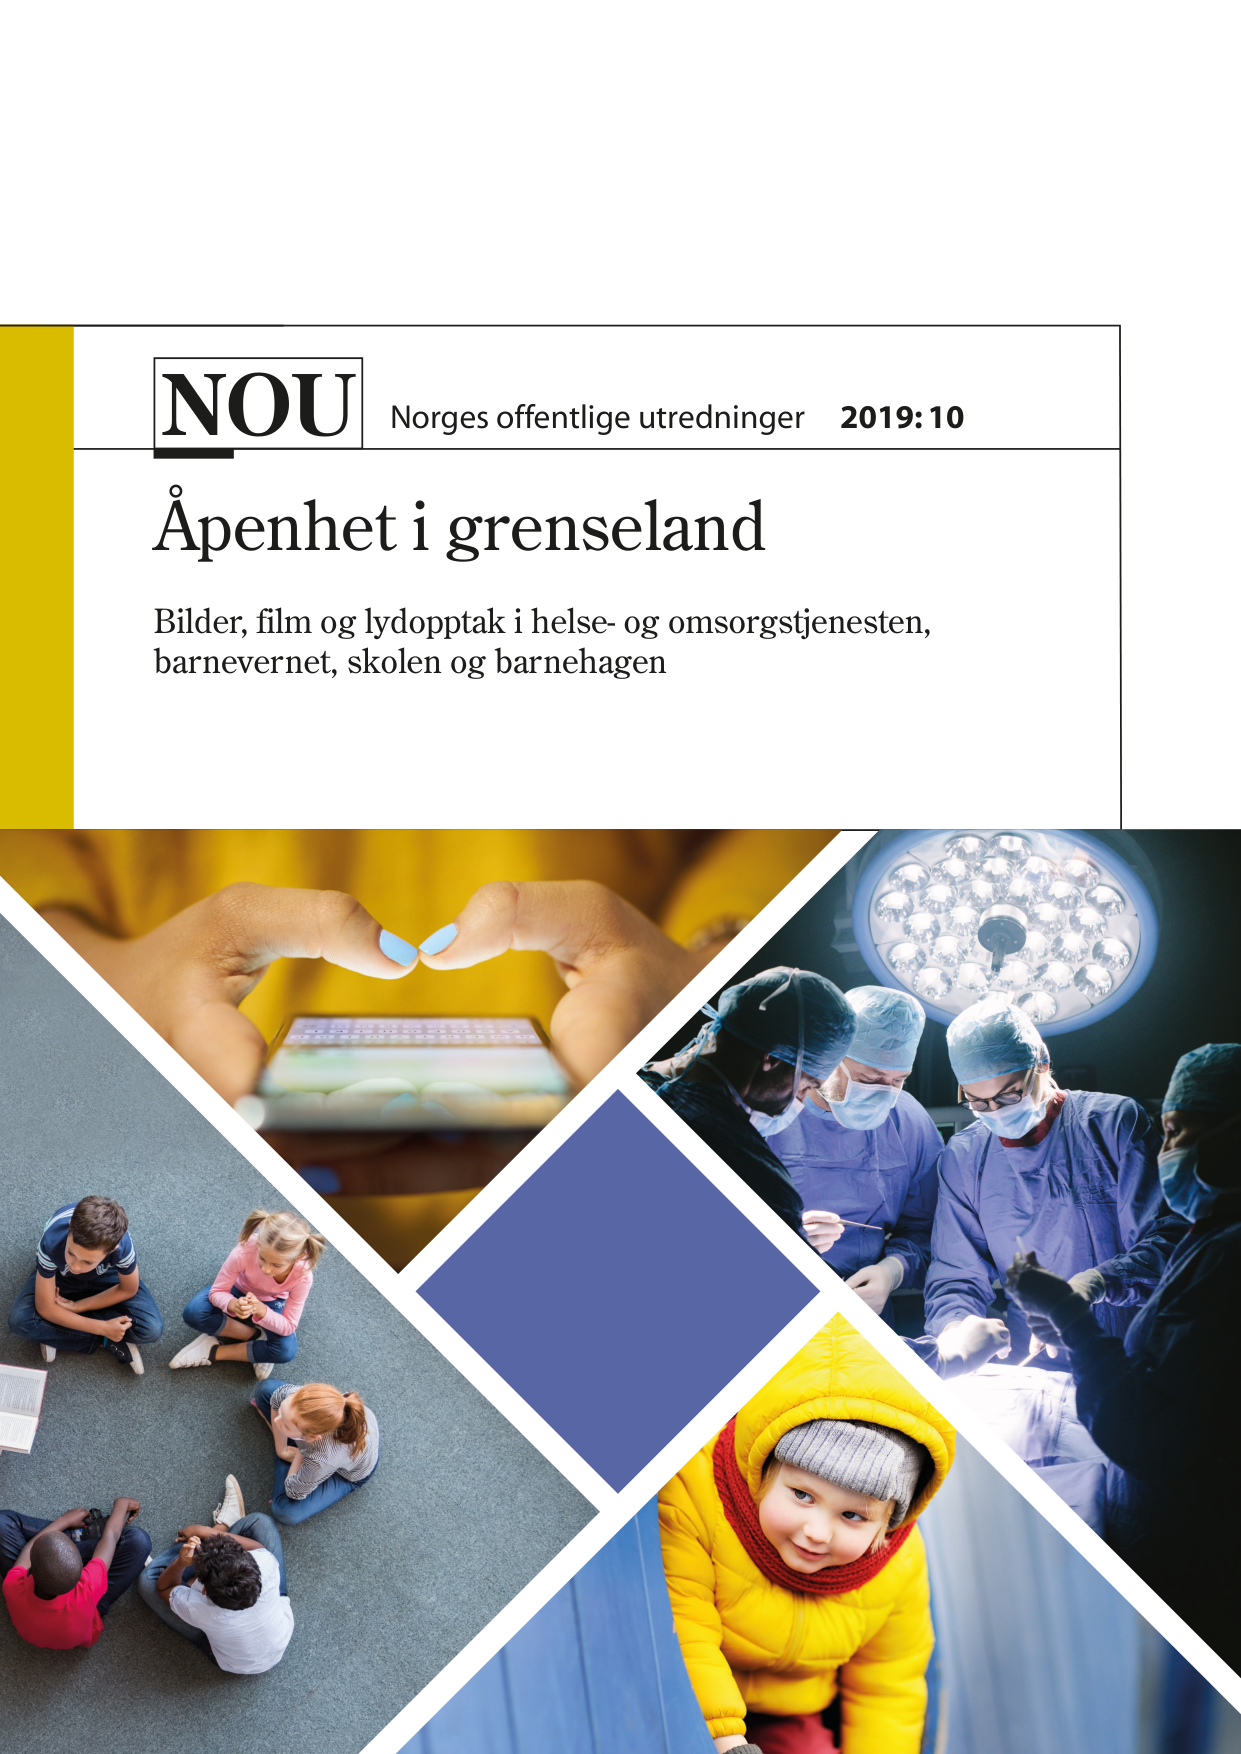 NOU
Norges offentlige utredninger 2019: 10
Åpenhet i grenseland
Bilder, film og lydopptak i helse- og omsorgstjenesten,
barnevernet, skolen og barnehagen